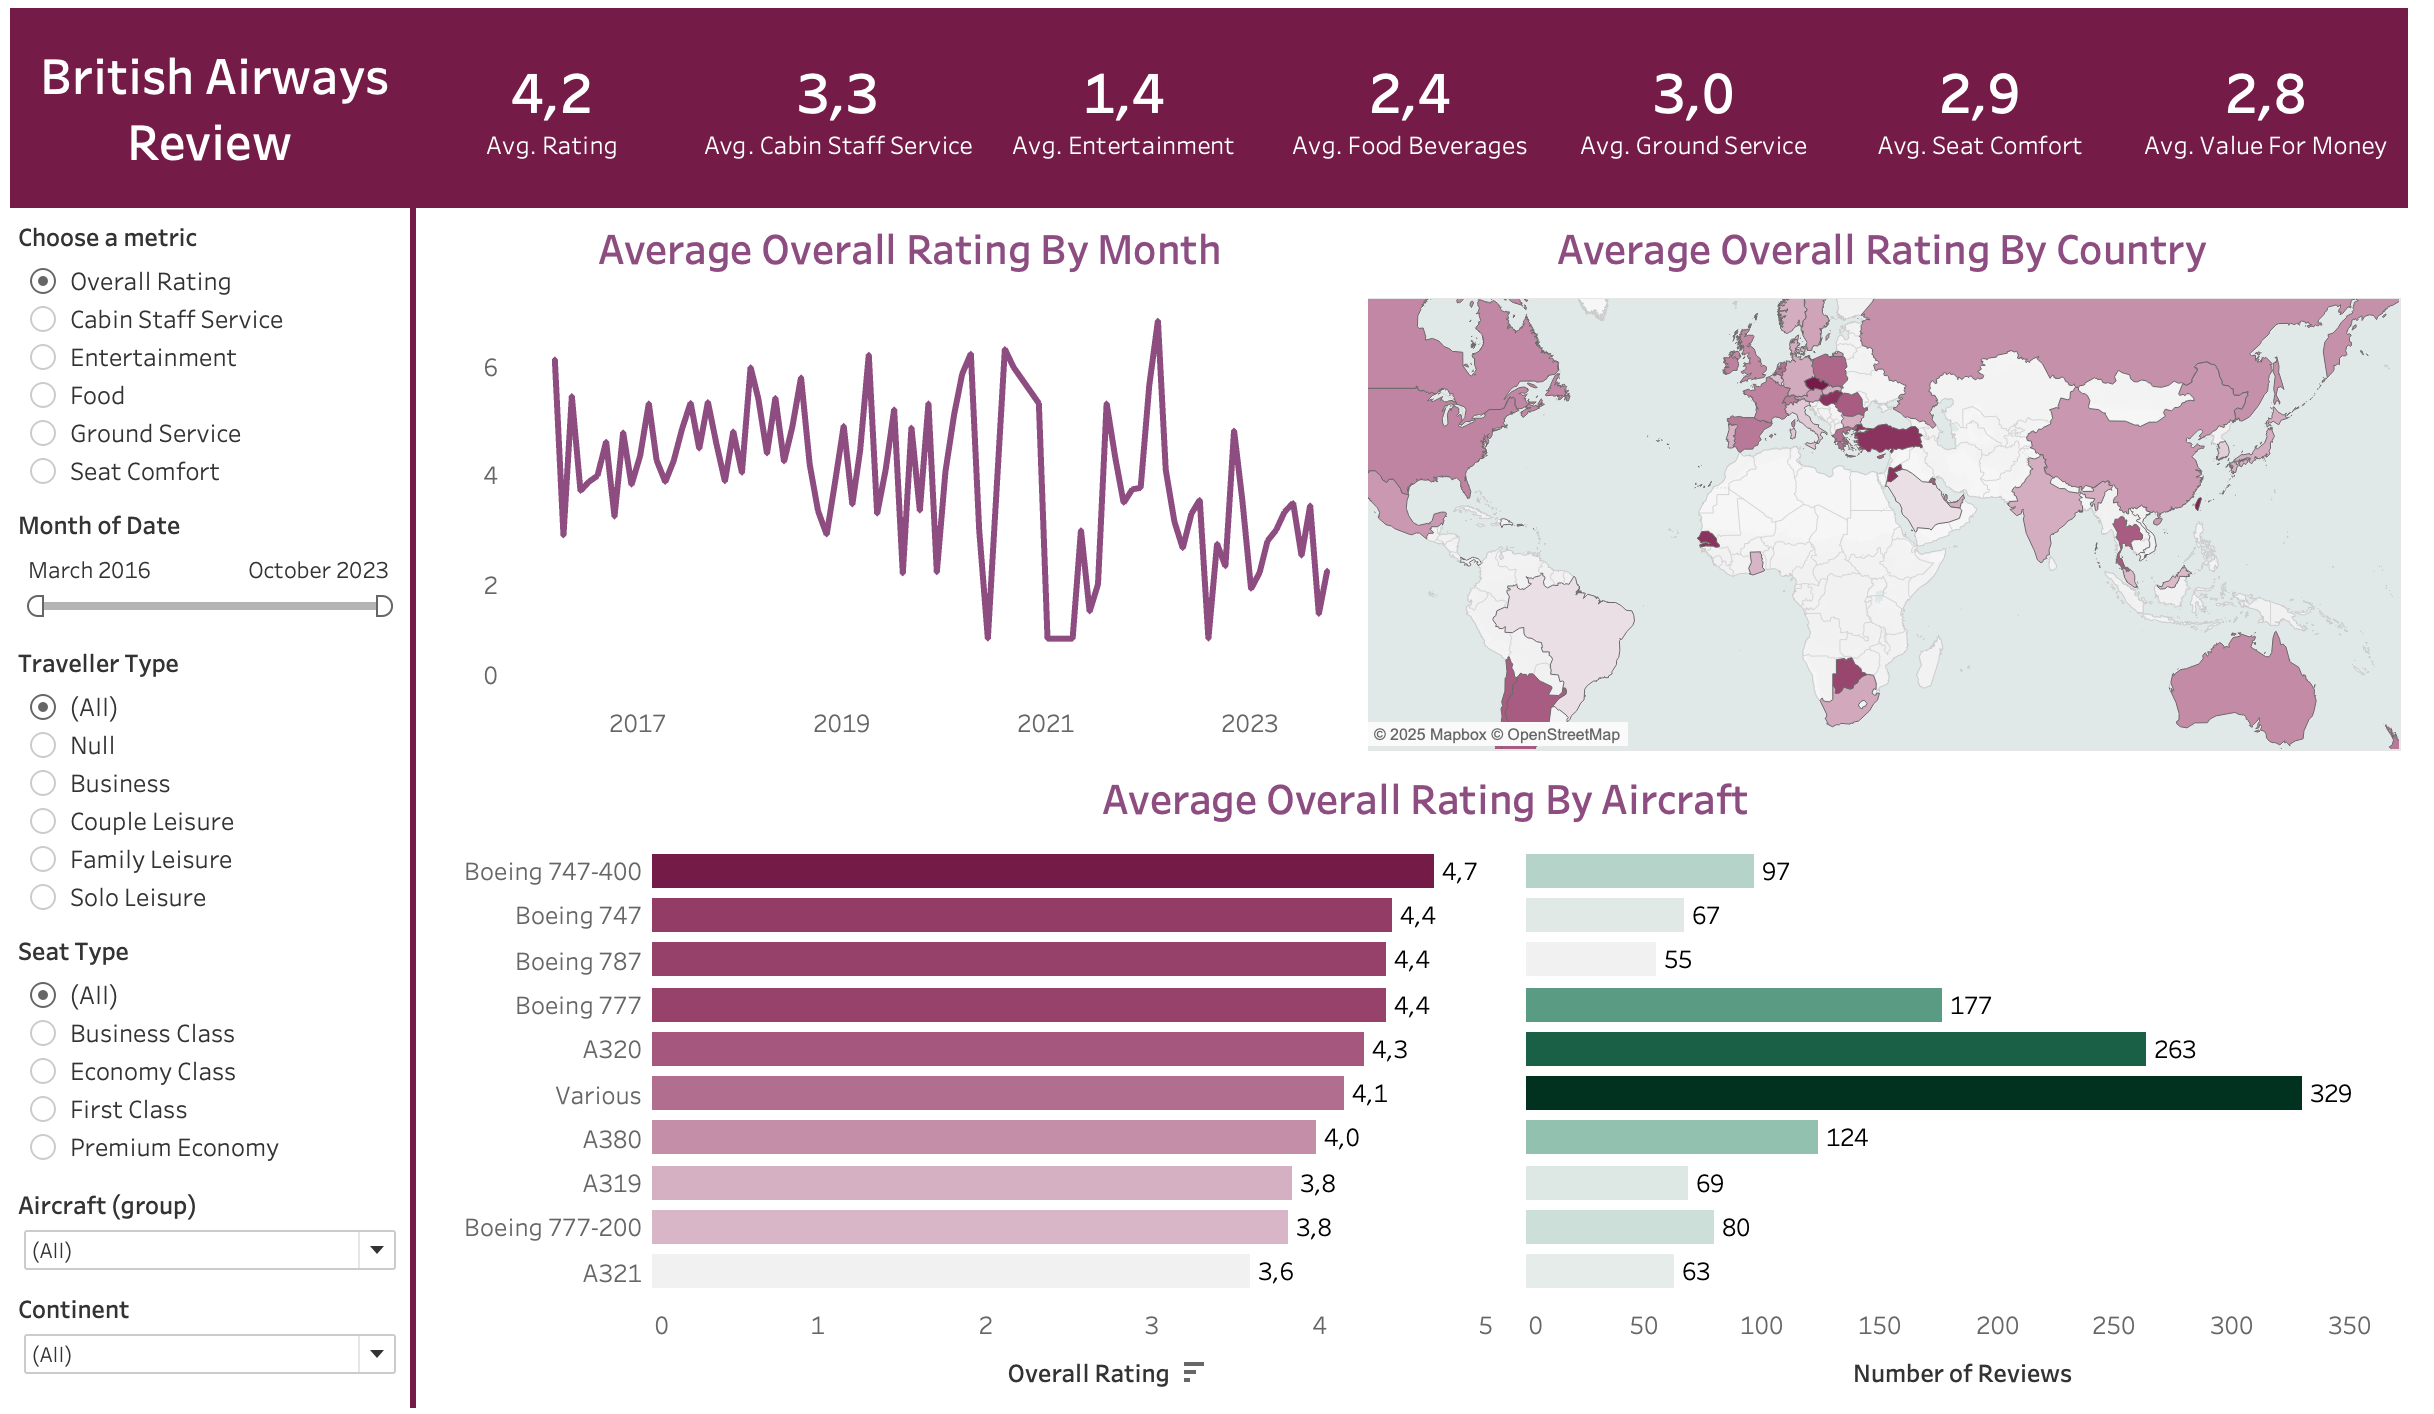 British Airways
Review
4,2
Avg. Rating
3,3
Avg. Cabin Staff Service
1,4
Avg. Entertainment
2,4
Avg. Food Beverages
3,0
Avg. Ground Service
2,9
Avg. Seat Comfort
2,8
Avg. Value For Money
Choose a metric
Overall Rating
Cabin Staff Service
Entertainment
Food
Ground Service
Seat Comfort
Month of Date
March 2016 October 2023
Traveller Type
(All)
Null
Business
Couple Leisure
Family Leisure
Solo Leisure
Seat Type
(All)
Business Class
Economy Class
First Class
Premium Economy
Aircraft (group)
(All)
Continent
(All)
Average Overall Rating By Month
6
4
2
0
2017 2019 2021 2023
Average Overall Rating By Country
© 2025 Mapbox © OpenStreetMap
Average Overall Rating By Aircraft
Boeing 747-400 4,7 97
Boeing 747 4,4 67
Boeing 787 4,4 55
Boeing 777 4,4 177
A320 4,3 263
Various 4,1 329
A380 4,0 124
A319 3,8 69
Boeing 777-200 3,8 80
A321 3,6 63
0 1 2 3 4 5 0 50 100 150 200 250 300 350
Overall Rating Number of Reviews